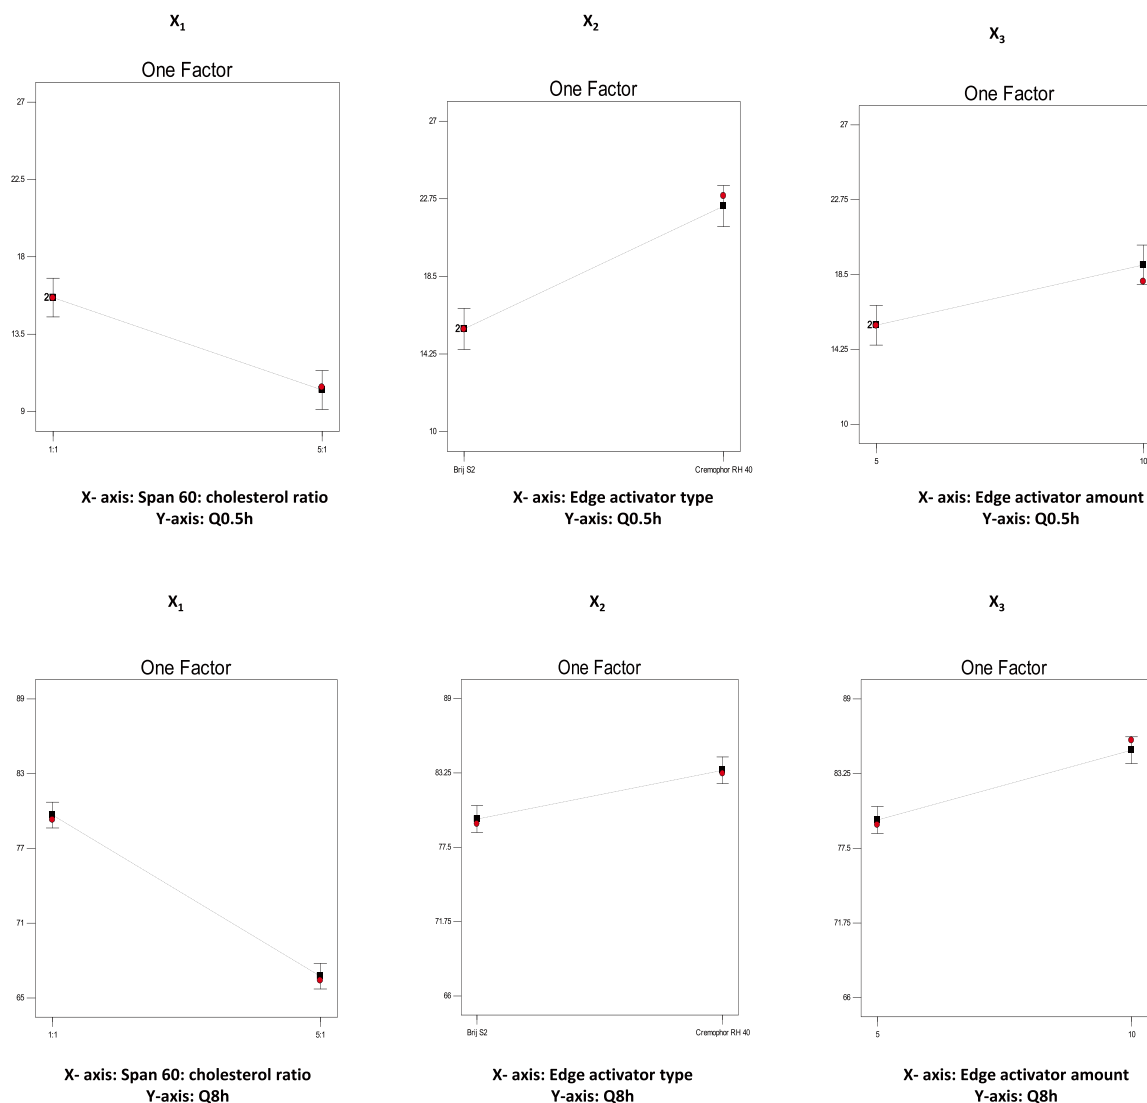 X1
One Factor
27
22.5
18
13.5
9
2
1:1
5:1
X- axis: Span 60: cholesterol ratio
Y-axis: Q0.5h
X2
One Factor
27
22.75
18.5
14.25
10
2
Brij S2
Cremophor RH 40
X- axis: Edge activator type
Y-axis: Q0.5h
X3
One Factor
27
22.75
18.5
14.25
10
2
5
10
X- axis: Edge activator amount
Y-axis: Q0.5h
X1
One Factor
89
83
77
71
65
1:1
5:1
X- axis: Span 60: cholesterol ratio
Y-axis: Q8h
X2
One Factor
89
83.25
77.5
71.75
66
Brij S2
Cremophor RH 40
X- axis: Edge activator type
Y-axis: Q8h
X3
One Factor
89
83.25
77.5
71.75
66
5
10
X- axis: Edge activator amount
Y-axis: Q8h